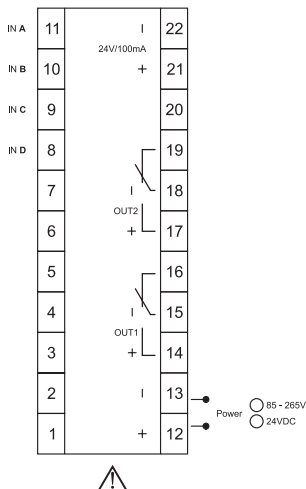 IN A 11 I 22
24V/100mA
IN B 10 + 21
IN C 9 20
IN D 8 19
7 I 18
OUT2
6 + 17
5 16
4 I 15
OUT1
3 + 14
2 I 13
85 - 265V
Power
24VDC
1 + 12